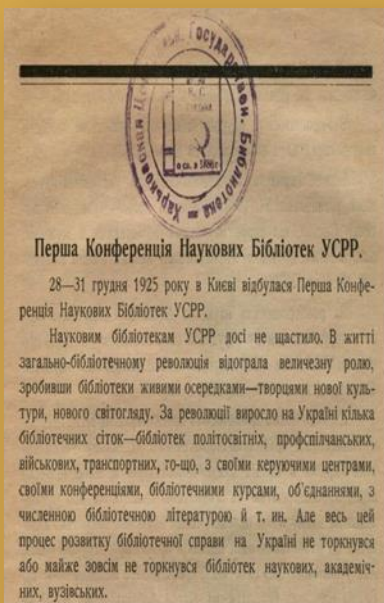 Государствен. Библиотека
Харьковская
Перша Конференція Наукових Бібліотек УСРР.
28—31 грудня 1925 року в Києві відбулася Перша Конфе-
ренція Наукових Бібліотек УСРР.
Науковим бібліотекам УСРР досі не щастило. В житті
загально-бібліотечному революція відограла величезну ролю,
зробивши бібліотеки живими осередками—творцями нової куль-
тури, нового світогляду. За революції виросло на Україні кілька
бібліотечних сіток—бібліотек політосвітніх, профспілчанських,
військових, транспортних, то-що, з своїми керуючими центрами,
своїми конференціями, бібліотечними курсами, об'єднаннями, з
численною бібліотечною літературою й т. ин. Але весь цей
процес розвитку бібліотечної справи на Україні не торкнувся
або майже зовсім не торкнувся бібліотек наукових, академіч-
них, вузівських.